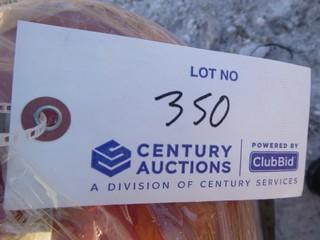 LOT NO
350
CENTURY AUCTIONS
POWERED BY
ClubBid
A DIVISION OF CENTURY SERVICES